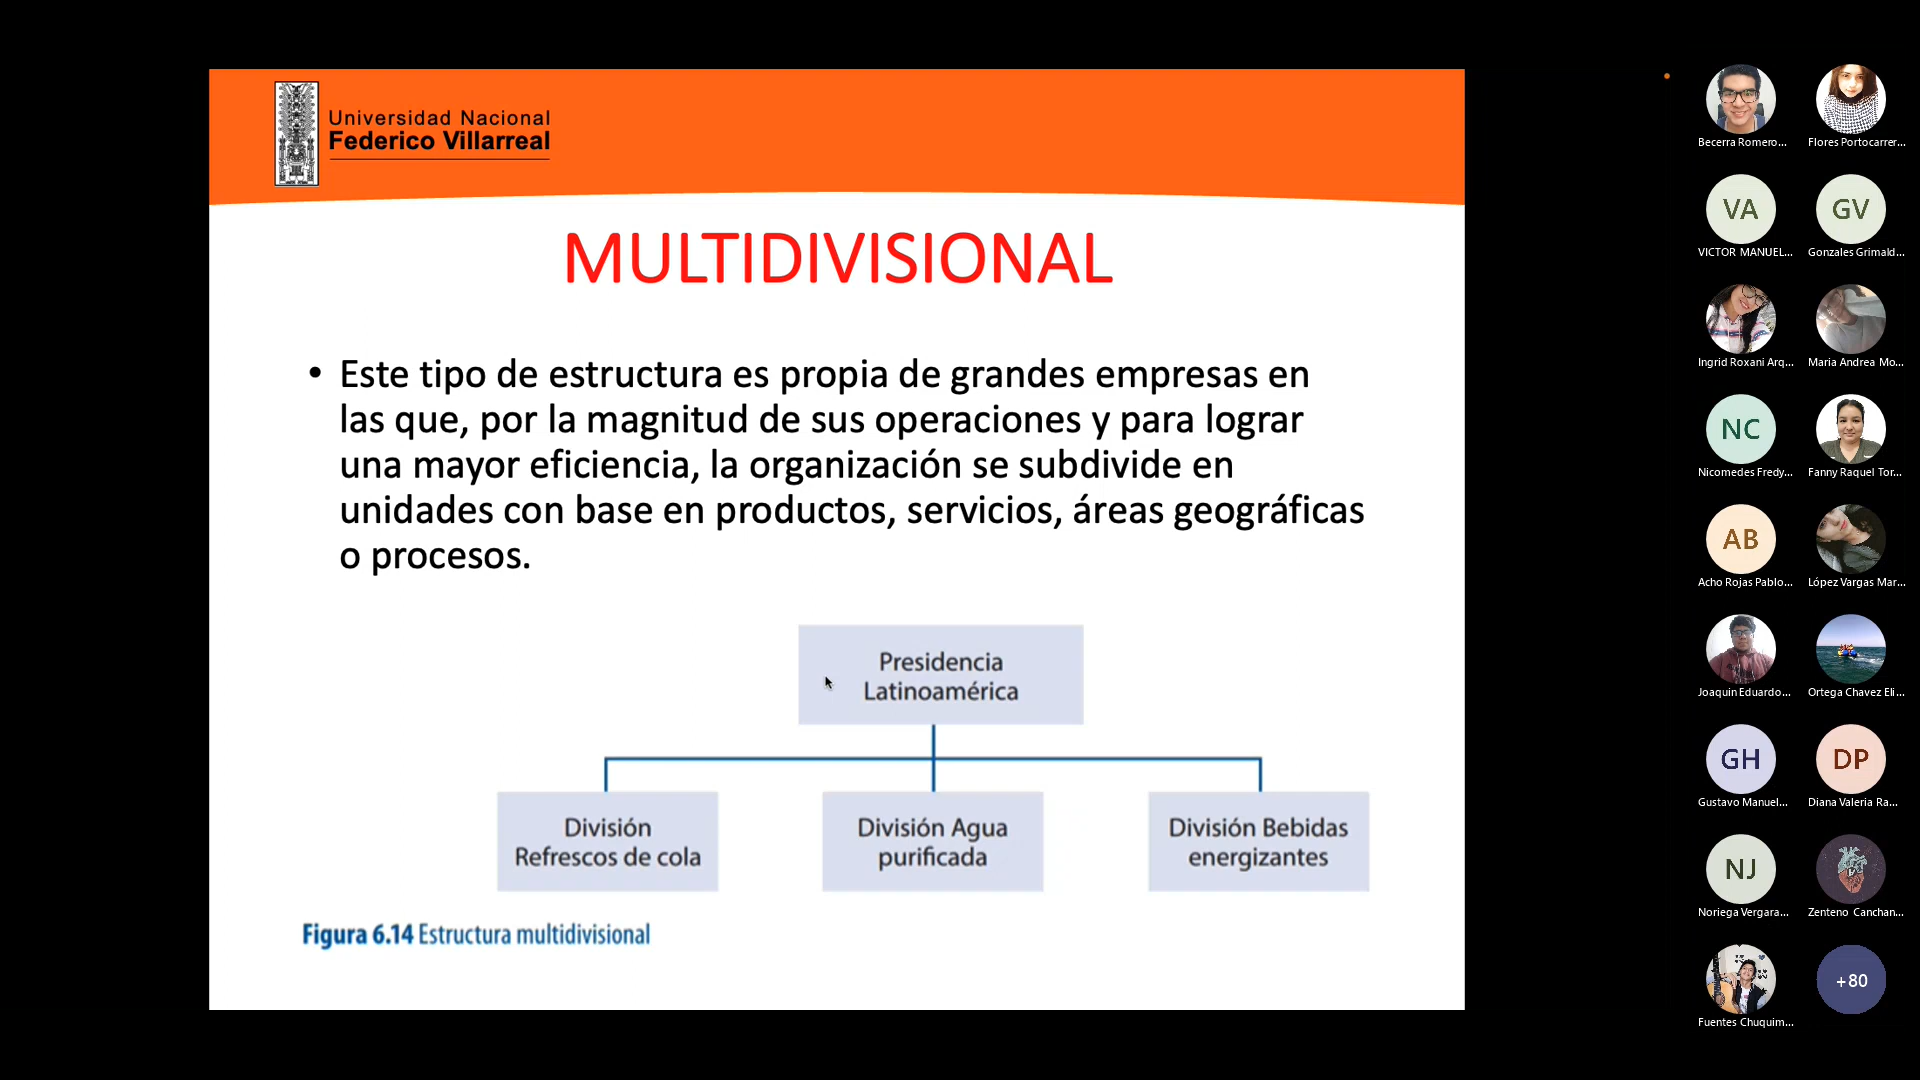 Universidad Nacional
Federico Villarreal
MULTIDIVISIONAL
• Este tipo de estructura es propia de grandes empresas en
las que, por la magnitud de sus operaciones y para lograr
una mayor eficiencia, la organización se subdivide en
unidades con base en productos, servicios, áreas geográficas
o procesos.
Presidencia
Latinoamérica
División
Refrescos de cola
División Agua
purificada
División Bebidas
energizantes
Figura 6.14 Estructura multidivisional
Becerra Romero...
Flores Portocarrer...
VA
VICTOR MANUEL...
GV
Gonzales Grimald...
Ingrid Roxani Arq...
Maria Andrea Mo...
NC
Nicomedes Fredy...
Fanny Raquel Tor...
AB
Acho Rojas Pablo...
López Vargas Mar...
Joaquin Eduardo...
Ortega Chavez Eli...
GH
Gustavo Manuel...
DP
Diana Valeria Ra...
NJ
Noriega Vergara...
Zenteno Canchan...
Fuentes Chuquim...
+80